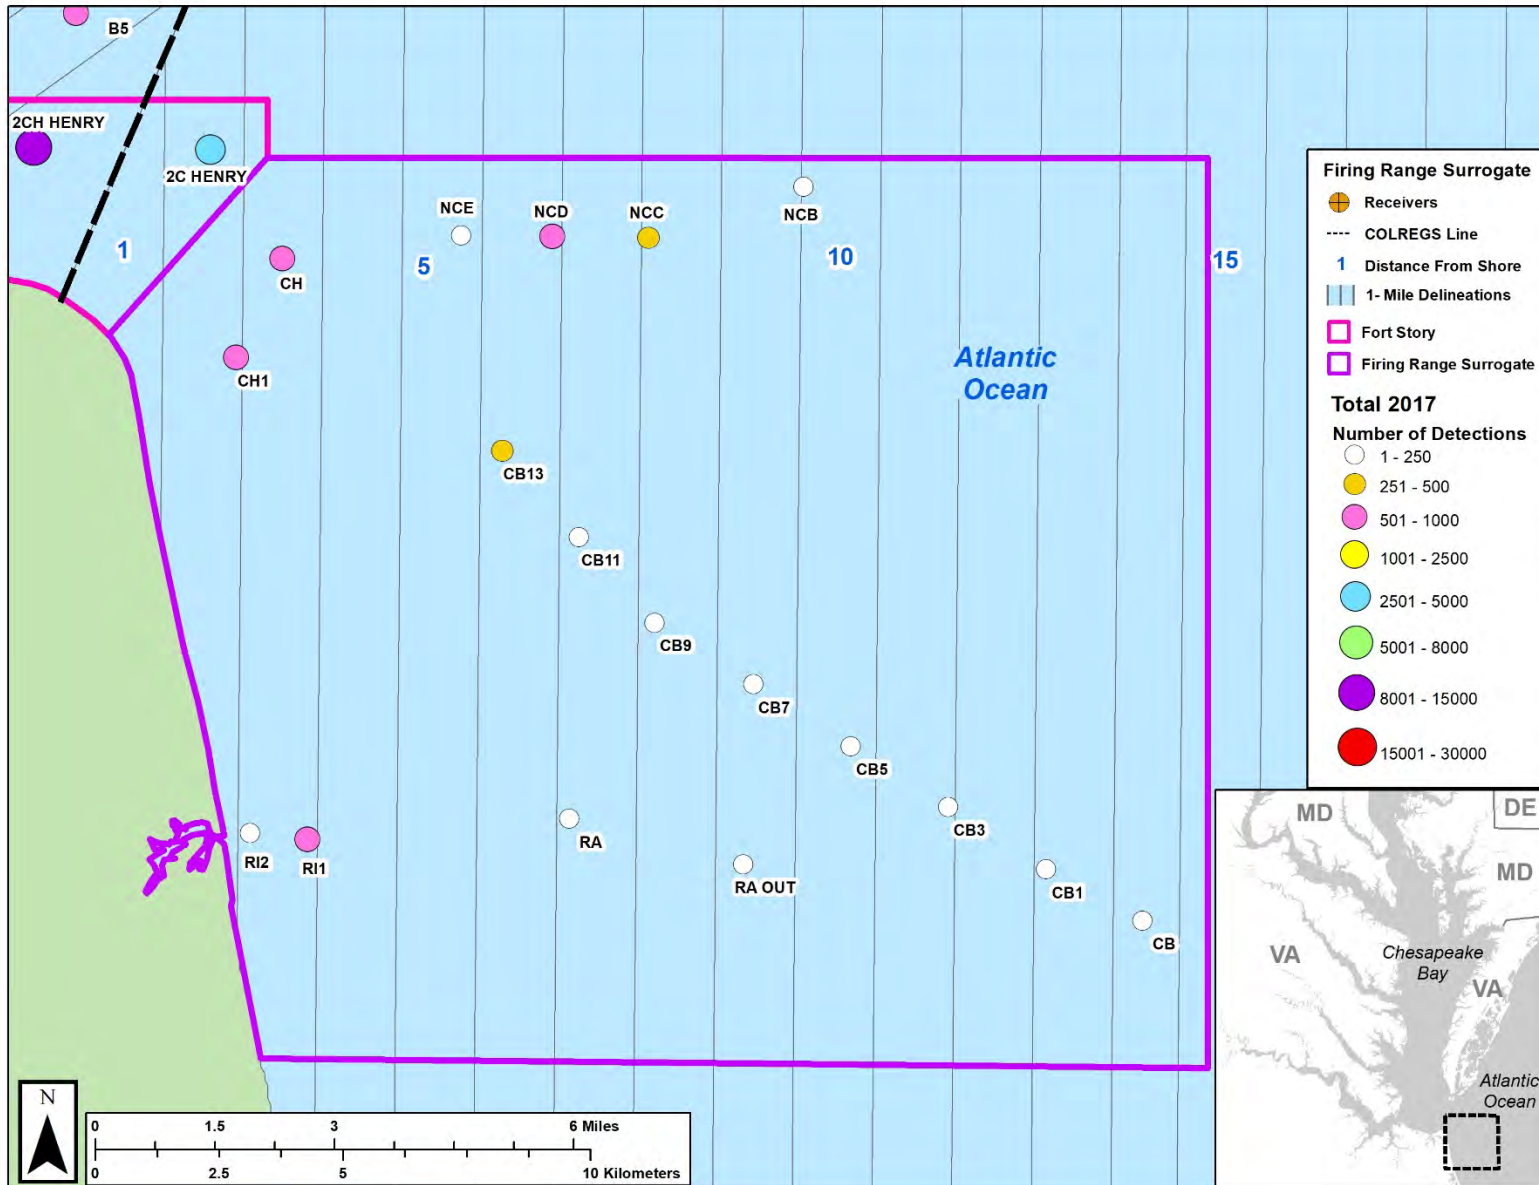 B5
2CH HENRY
2C HENRY
1
NCE
NCD
NCC
NCB
CH
5
10
15
CH1
Atlantic
Ocean
CB13
CB11
CB9
CB7
CB5
CB3
RI2
RI1
RA
RA OUT
CB1
CB
Firing Range Surrogate
Receivers
COLREGS Line
1 Distance From Shore
1- Mile Delineations
Fort Story
Firing Range Surrogate
Total 2017
Number of Detections
1 - 250
251 - 500
501 - 1000
1001 - 2500
2501 - 5000
5001 - 8000
8001 - 15000
15001 - 30000
MD
DE
MD
VA
Chesapeake
Bay
VA
Atlantic
Ocean
N
0 1.5 3 6 Miles
0 2.5 5 10 Kilometers